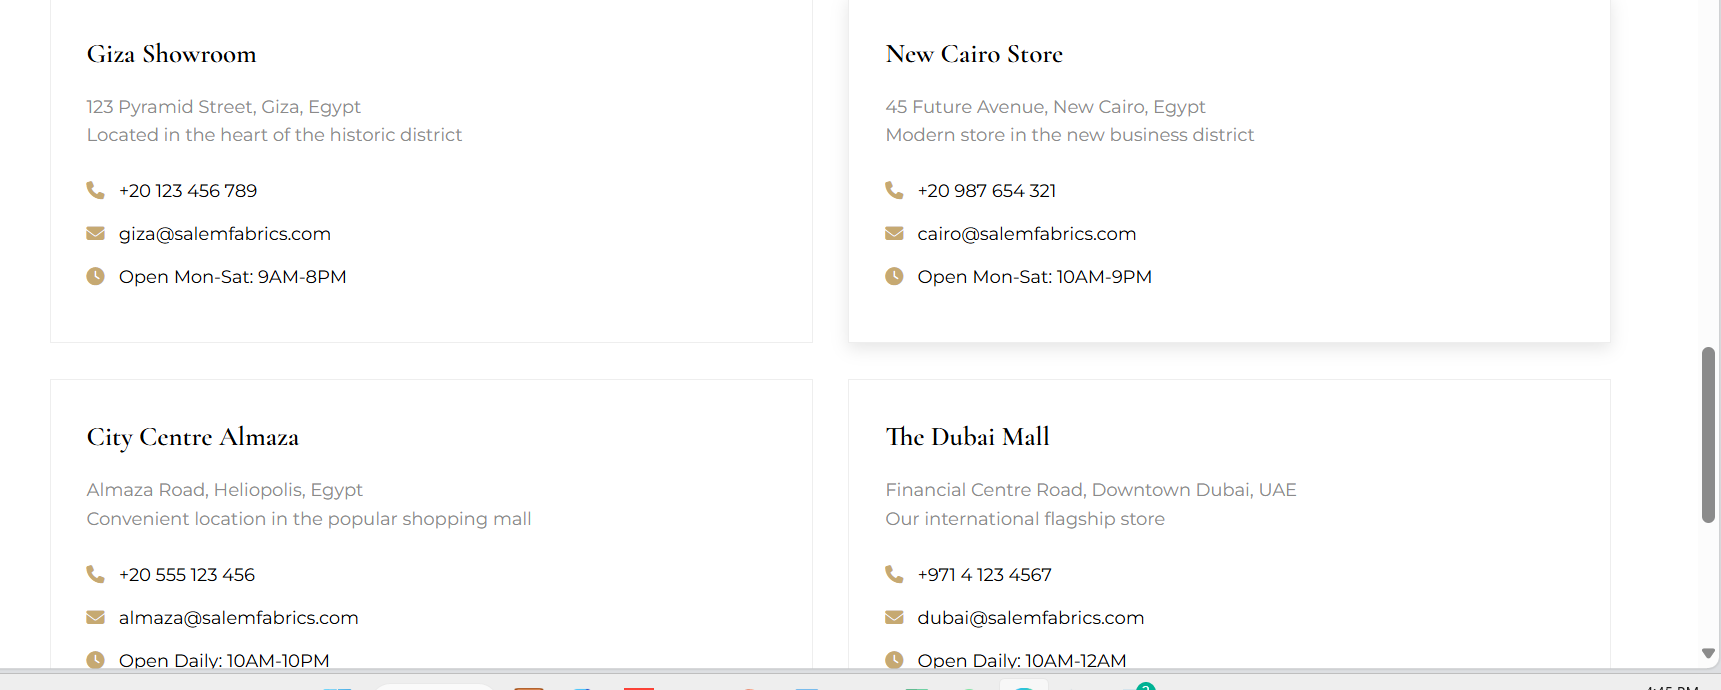 Giza Showroom
123 Pyramid Street, Giza, Egypt
Located in the heart of the historic district
+20 123 456 789
giza@salemfabrics.com
Open Mon-Sat: 9AM-8PM
New Cairo Store
45 Future Avenue, New Cairo, Egypt
Modern store in the new business district
+20 987 654 321
cairo@salemfabrics.com
Open Mon-Sat: 10AM-9PM
City Centre Almaza
Almaza Road, Heliopolis, Egypt
Convenient location in the popular shopping mall
+20 555 123 456
almaza@salemfabrics.com
Open Daily: 10AM-10PM
The Dubai Mall
Financial Centre Road, Downtown Dubai, UAE
Our international flagship store
+971 4 123 4567
dubai@salemfabrics.com
Open Daily: 10AM-12AM